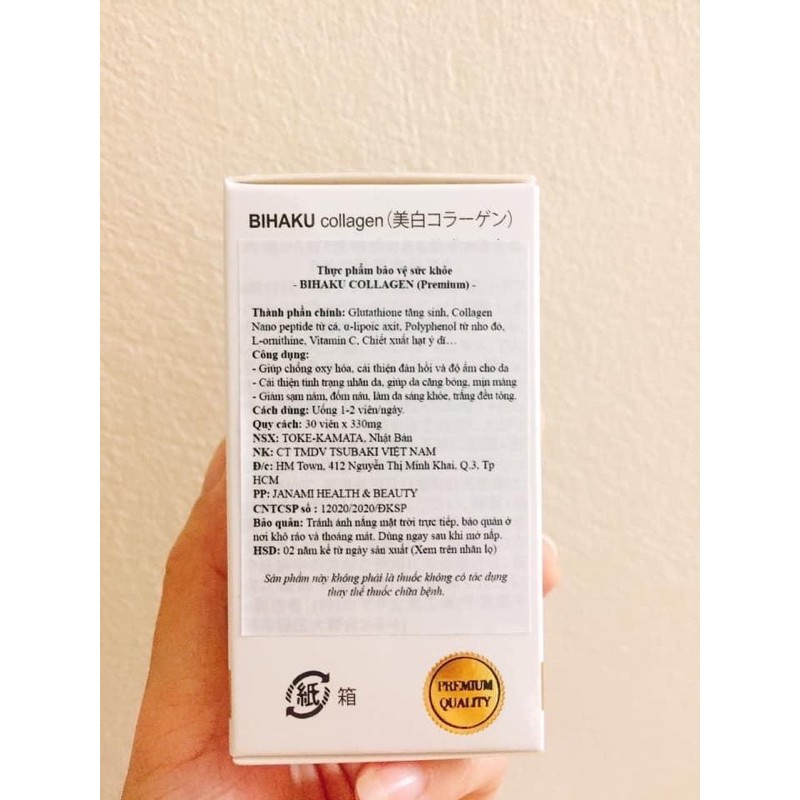 BIHAKU collagen（美白コラーゲン）
Thực phẩm bảo vệ sức khỏe
- BIHAKU COLLAGEN (Premium) -
Thành phần chính: Glutathione tăng sinh, Collagen
Nano peptide từ cá, α-lipoic axit, Polyphenol từ nho đỏ,
L-ornithine, Vitamin C, Chiết xuất hạt ý dĩ…
Công dụng:
- Giúp chống oxy hóa, cải thiện đàn hồi và độ ẩm cho da
- Cải thiện tình trạng nhăn da, giúp da căng bóng, mịn màng
- Giảm sạm nám, đốm nâu, làm da sáng khỏe, trắng đều tông.
Cách dùng: Uống 1-2 viên/ngày.
Quy cách: 30 viên x 330mg
NSX: TOKE-KAMATA, Nhật Bản
NK: CT TMDV TSUBAKI VIỆT NAM
Đ/c: HM Town, 412 Nguyễn Thị Minh Khai, Q.3, Tp
HCM
PP: JANAMI HEALTH & BEAUTY
CNTCSP số : 12020/2020/ĐKSP
Bảo quản: Tránh ánh nắng mặt trời trực tiếp, bảo quản ở
nơi khô ráo và thoáng mát. Dùng ngay sau khi mở nắp.
HSD: 02 năm kể từ ngày sản xuất (Xem trên nhãn lọ)
Sản phẩm này không phải là thuốc không có tác dụng
thay thế thuốc chữa bệnh.
紙 箱
PREMIUM
QUALITY